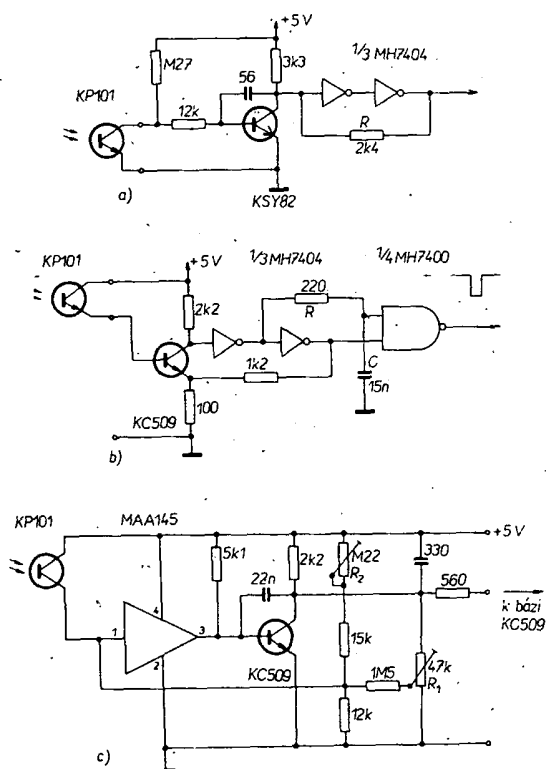 +5 V
1/3 MH7404
M27
3k3
56
KP101
12k
R
2k4
KSY82
a)
KP101
+5 V
1/3 MH7404
1/4 MH7400
2k2
220
R
1k2
C
15n
100
KC509
b)
KP101
MAA145
+5 V
5k1
2k2
M22
R2
330
22n
560
4
1
3
2
k bázi
KC509
KC509
15k
1M5
47k
R1
12k
c)